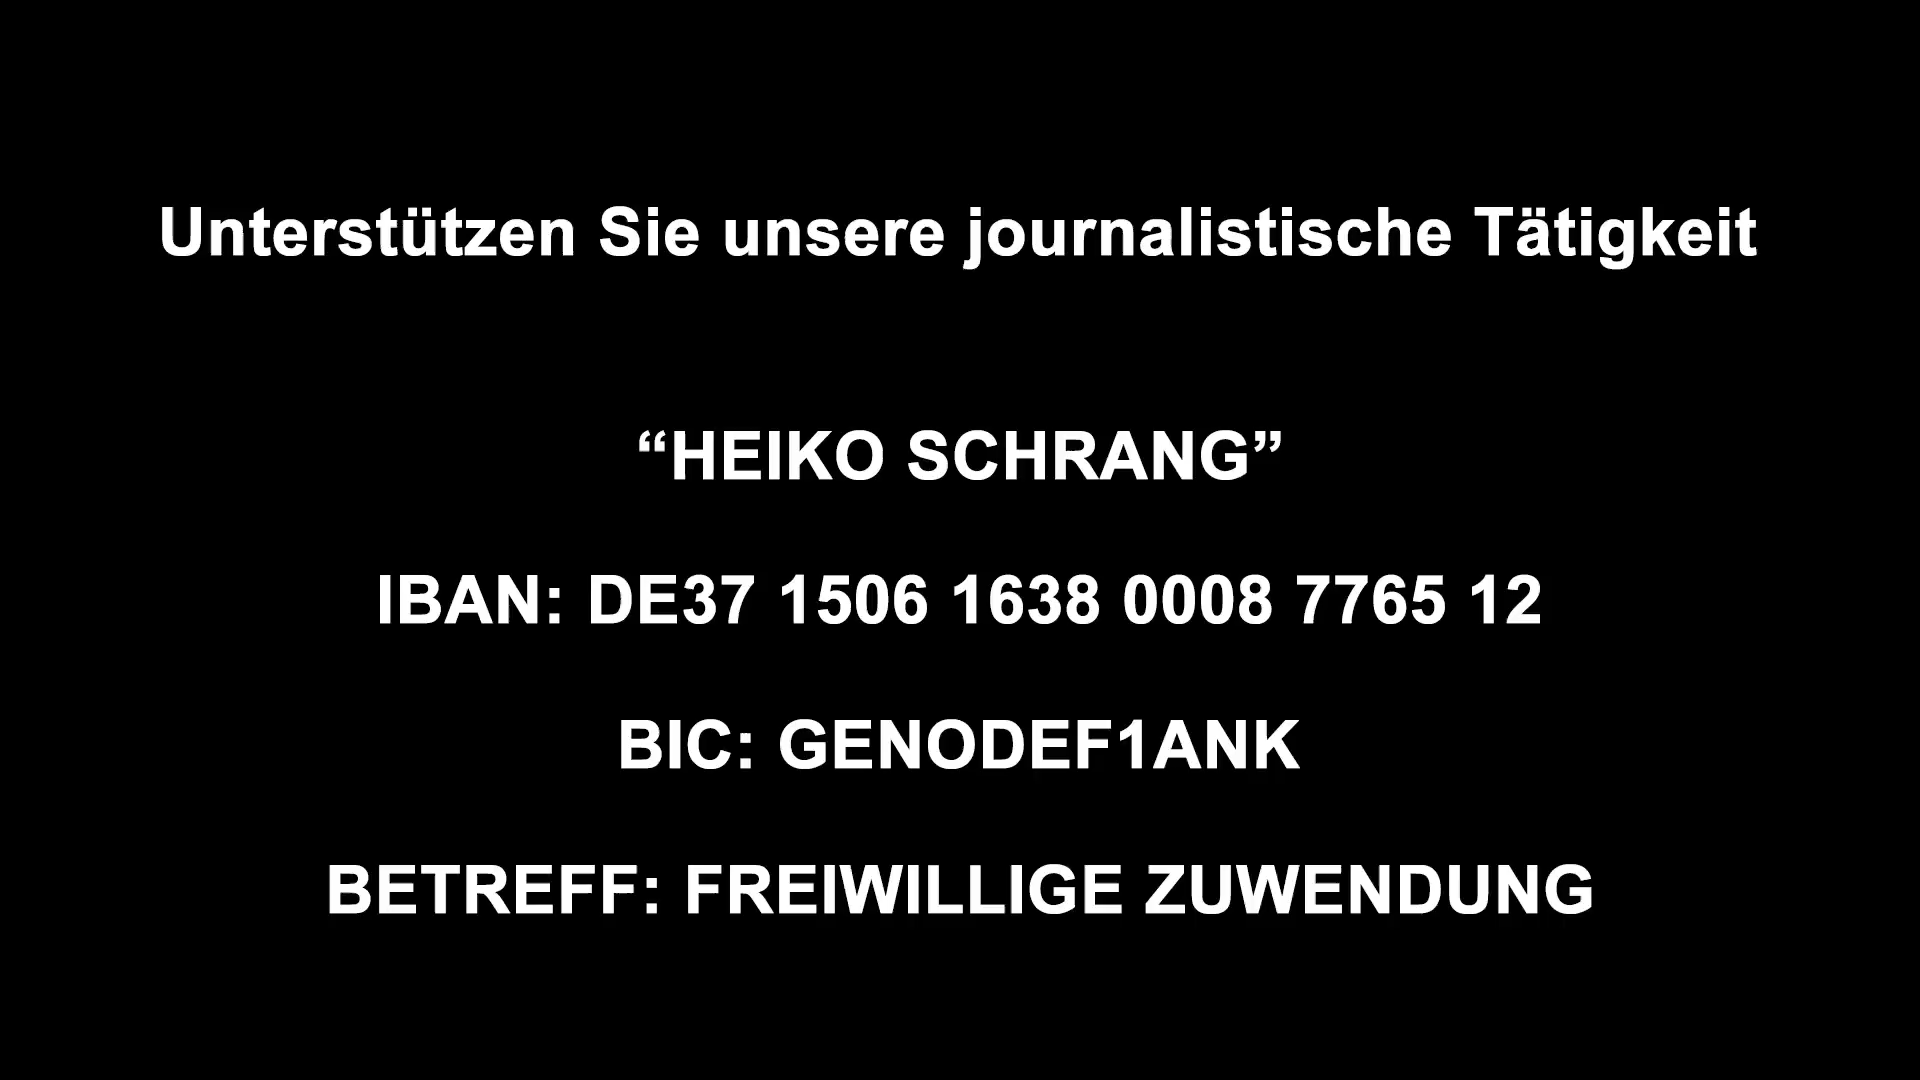 Unterstützen Sie unsere journalistische Tätigkeit
“HEIKO SCHRANG”
IBAN: DE37 1506 1638 0008 7765 12
BIC: GENODEF1ANK
BETREFF: FREIWILLIGE ZUWENDUNG